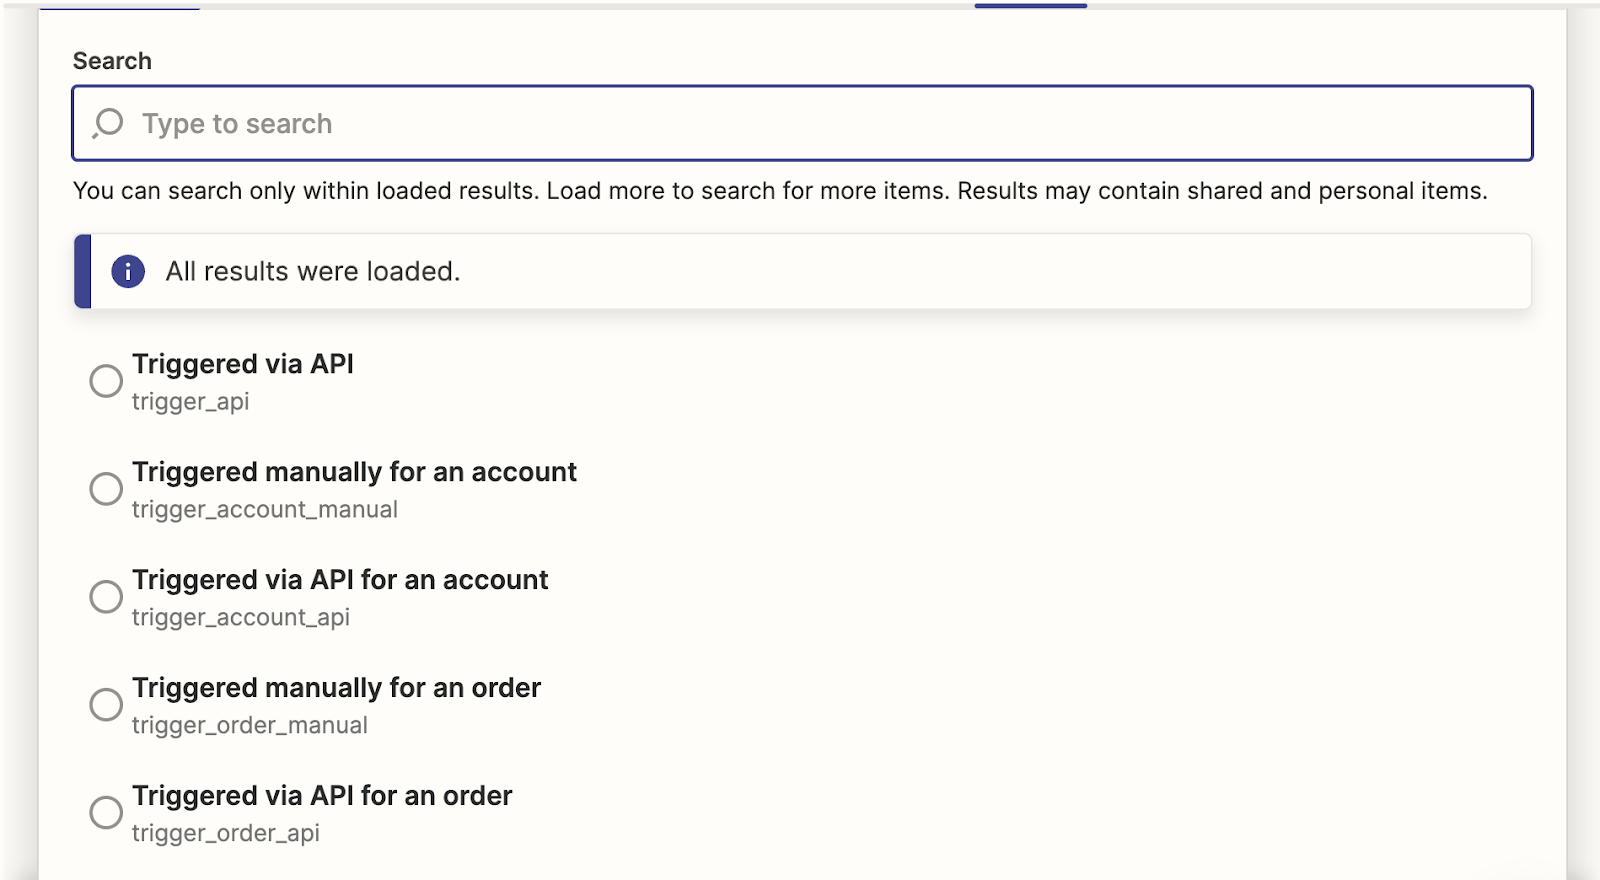 Search
Type to search
You can search only within loaded results. Load more to search for more items. Results may contain shared and personal items.
All results were loaded.
Triggered via API
trigger_api
Triggered manually for an account
trigger_account_manual
Triggered via API for an account
trigger_account_api
Triggered manually for an order
trigger_order_manual
Triggered via API for an order
trigger_order_api